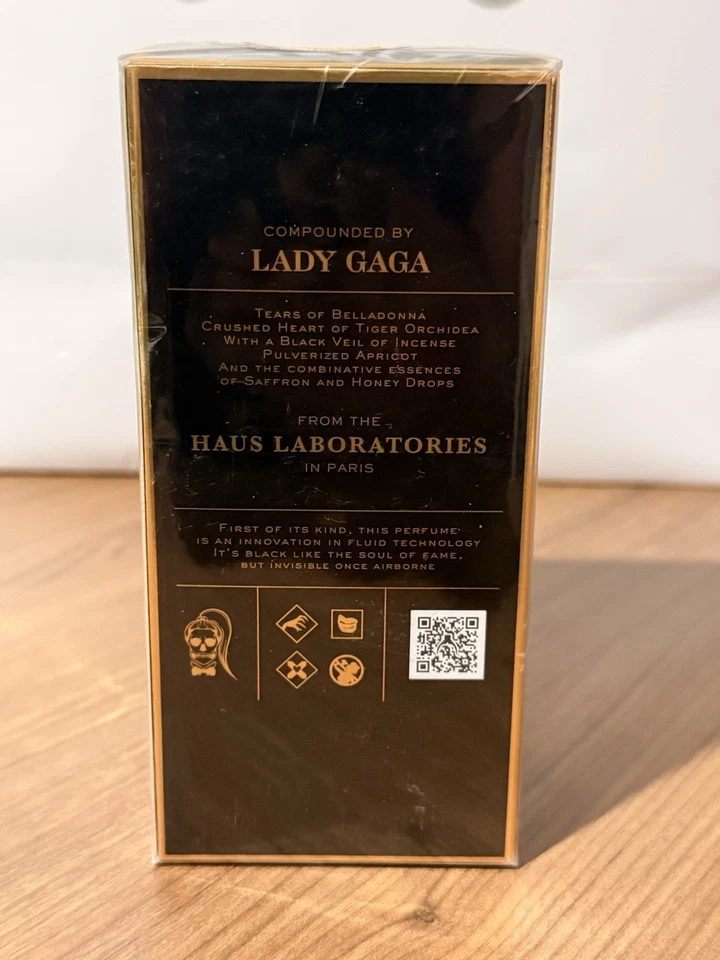 COMPOUNDED BY
LADY GAGA
TEARS OF BELLADONNA
CRUSHED HEART OF TIGER ORCHIDEA
WITH A BLACK VEIL OF INCENSE
PULVERIZED APRICOT
AND THE COMBINATIVE ESSENCES
OF SAFFRON AND HONEY DROPS
FROM THE
HAUS LABORATORIES
IN PARIS
FIRST OF ITS KIND, THIS PERFUME
IS AN INNOVATION IN FLUID TECHNOLOGY
IT'S BLACK LIKE THE SOUL OF FAME,
BUT INVISIBLE ONCE AIRBORNE